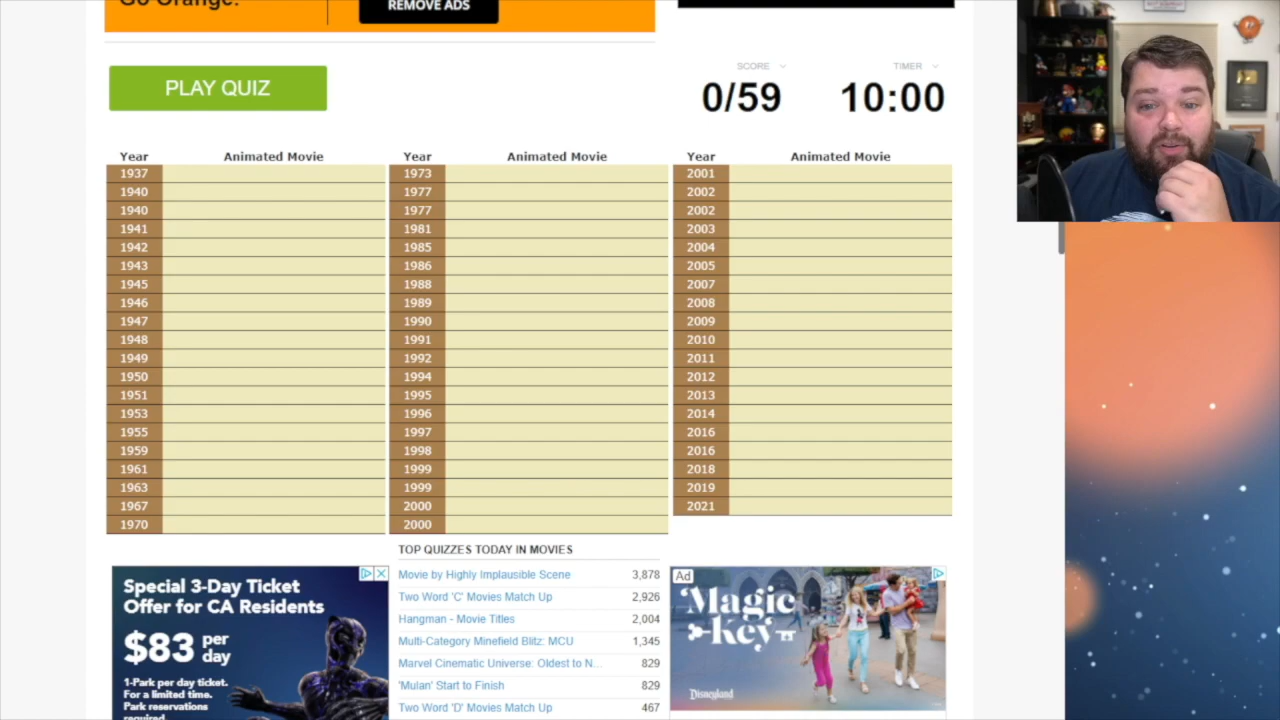 Go Orange.
REMOVE ADS
PLAY QUIZ
SCORE
TIMER
0/59
10:00
Year Animated Movie Year Animated Movie Year Animated Movie
1937 1973 2001
1940 1977 2002
1940 1977 2002
1941 1981 2003
1942 1985 2004
1943 1986 2005
1945 1988 2007
1946 1989 2008
1947 1990 2009
1948 1991 2010
1949 1992 2011
1950 1994 2012
1951 1995 2013
1953 1996 2014
1955 1997 2016
1959 1998 2016
1961 1999 2018
1963 1999 2019
1967 2000 2021
1970 2000
TOP QUIZZES TODAY IN MOVIES
Movie by Highly Implausible Scene 3,878
Two Word 'C' Movies Match Up 2,926
Hangman - Movie Titles 2,004
Multi-Category Minefield Blitz: MCU 1,345
Marvel Cinematic Universe: Oldest to N... 829
'Mulan' Start to Finish 829
Two Word 'D' Movies Match Up 467
Special 3-Day Ticket
Offer for CA Residents
$83 per
day
1-Park per day ticket.
For a limited time.
Park reservations
required.
Ad
Magic
Key
Disneyland